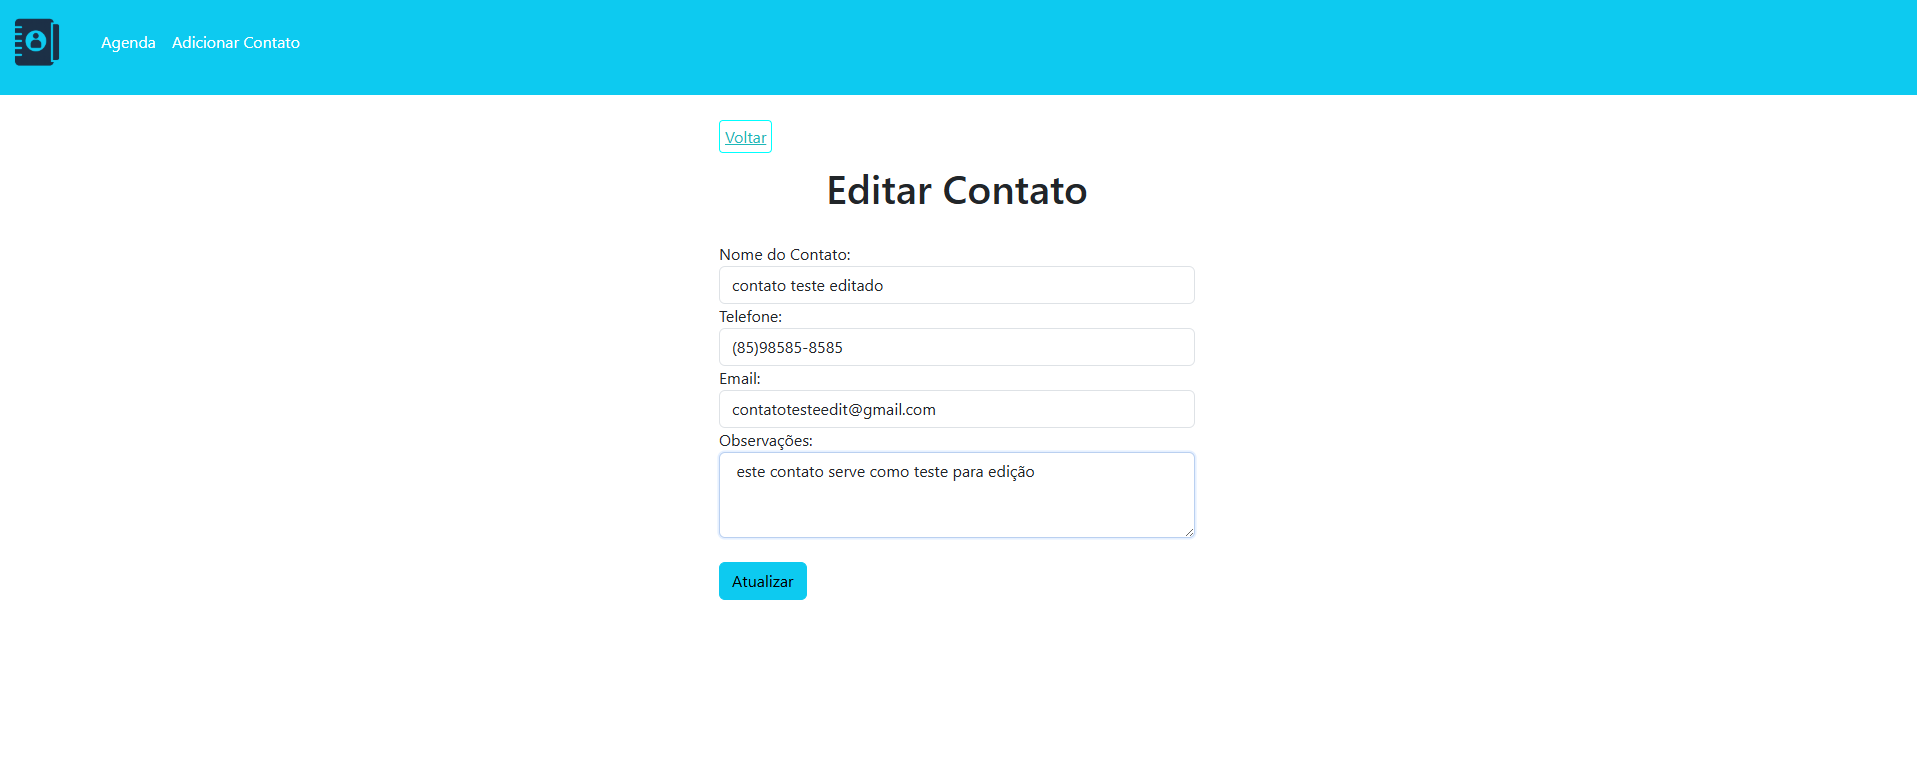 Agenda Adicionar Contato
Voltar
Editar Contato
Nome do Contato:
contato teste editado
Telefone:
(85)98585-8585
Email:
contatotesteedit@gmail.com
Observações:
este contato serve como teste para edição
Atualizar